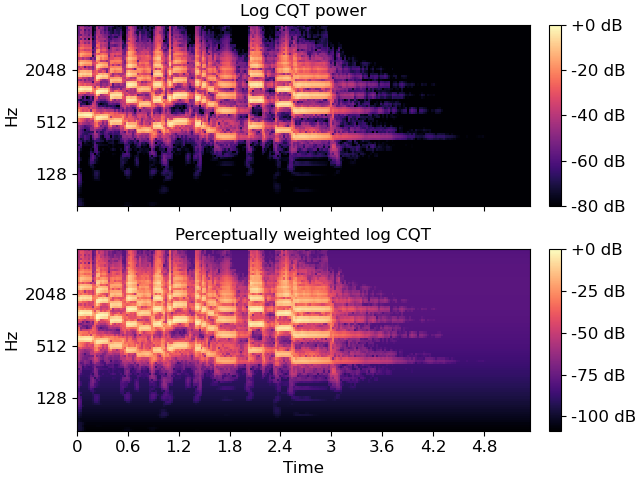 Log CQT power
+0 dB
2048
-20 dB
Hz
512
-40 dB
128
-60 dB
-80 dB
Perceptually weighted log CQT
+0 dB
2048
-25 dB
Hz
512
-50 dB
128
-75 dB
-100 dB
0 0.6 1.2 1.8 2.4 3 3.6 4.2 4.8
Time